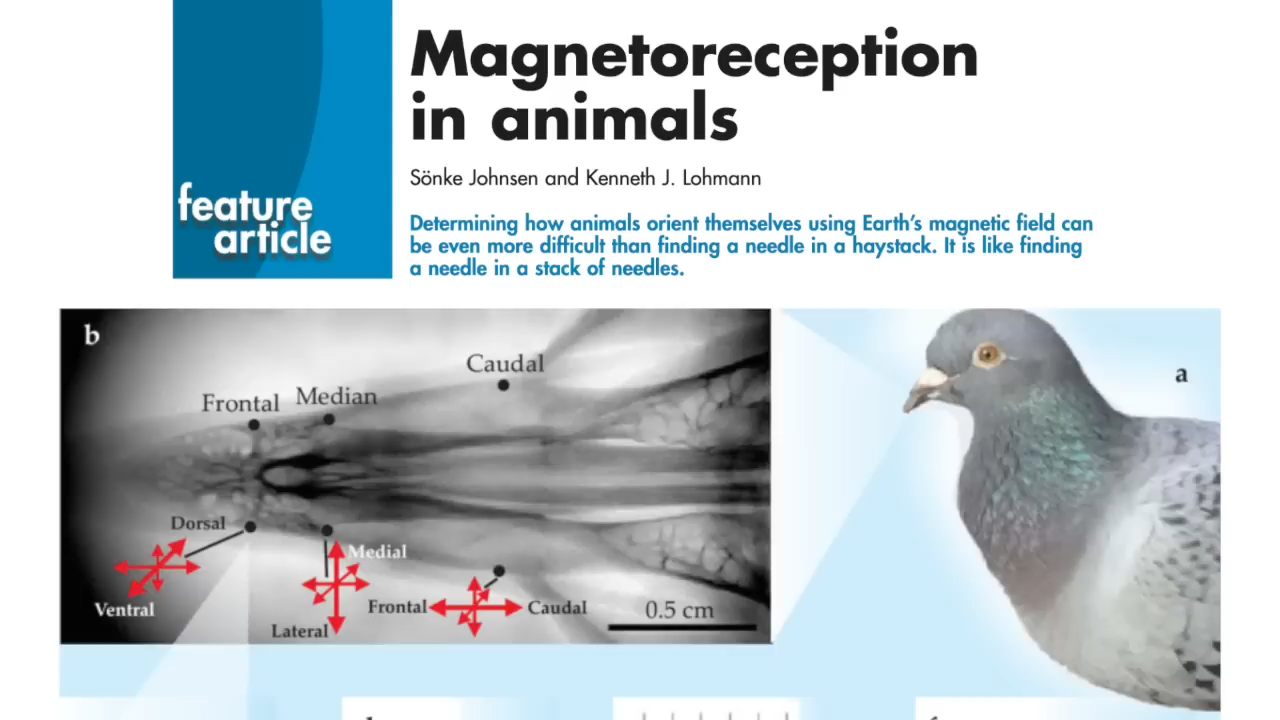 feature
article
Magnetoreception
in animals
Sönke Johnsen and Kenneth J. Lohmann
Determining how animals orient themselves using Earth's magnetic field can
be even more difficult than finding a needle in a haystack. It is like finding
a needle in a stack of needles.
b
Caudal
Frontal
Median
Dorsal
Ventral
Medial
Lateral
Frontal
Caudal
0.5 cm
a